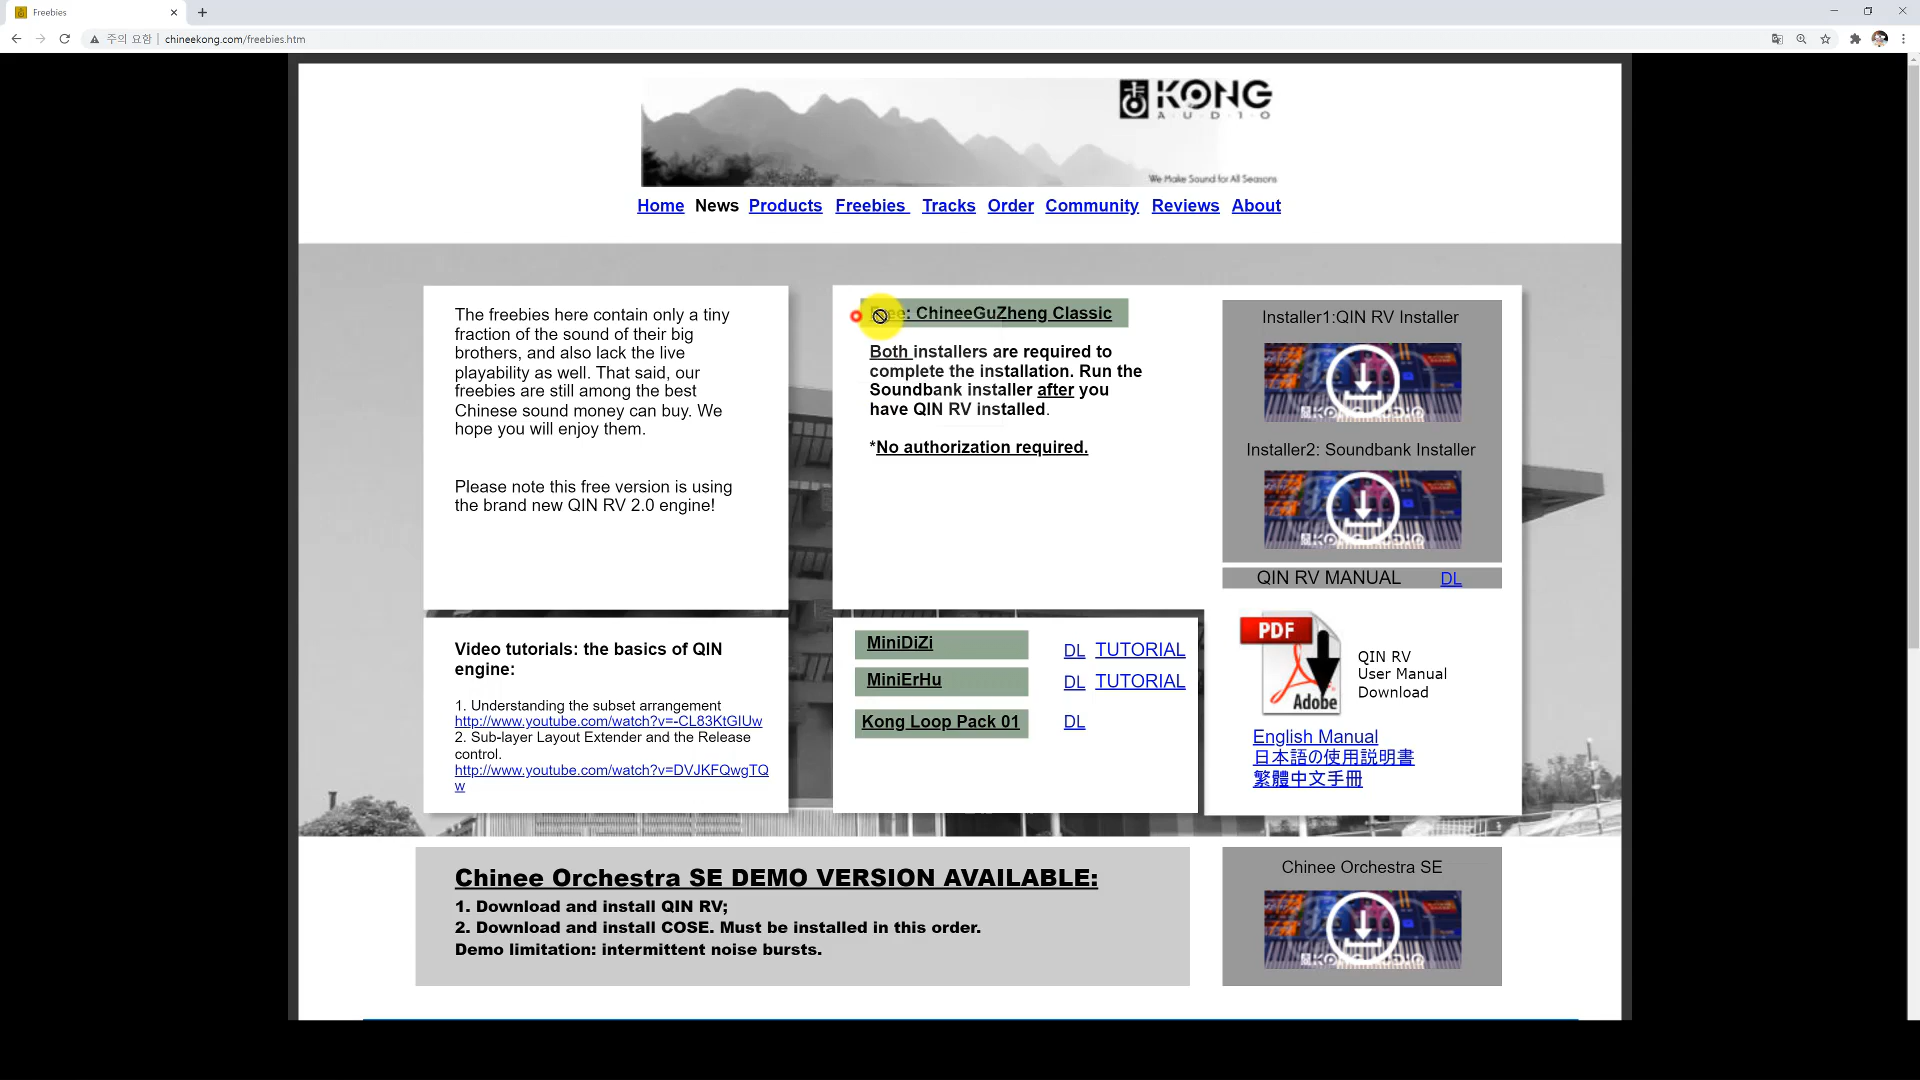 Freebies
주의 요함
chineekong.com/freebies.htm
KONG
AUDIO
We Make Sound for All Seasons
Home News Products Freebies Tracks Order Community Reviews About
The freebies here contain only a tiny
fraction of the sound of their big
brothers, and also lack the live
playability as well. That said, our
freebies are still among the best
Chinese sound money can buy. We
hope you will enjoy them.
Please note this free version is using
the brand new QIN RV 2.0 engine!
Free: ChineeGuZheng Classic
Both installers are required to
complete the installation. Run the
Soundbank installer after you
have QIN RV installed.
*No authorization required.
Installer1:QIN RV Installer
Installer2: Soundbank Installer
QIN RV MANUAL DL
PDF
Adobe
QIN RV
User Manual
Download
English Manual
日本語の使用説明書
繁體中文手冊
Video tutorials: the basics of QIN
engine:
1. Understanding the subset arrangement
http://www.youtube.com/watch?v=-CL83KtGIUw
2. Sub-layer Layout Extender and the Release
control.
http://www.youtube.com/watch?v=DVJKFQwgTQ
w
MiniDiZi DL TUTORIAL
MiniErHu DL TUTORIAL
Kong Loop Pack 01 DL
Chinee Orchestra SE DEMO VERSION AVAILABLE:
1. Download and install QIN RV;
2. Download and install COSE. Must be installed in this order.
Demo limitation: intermittent noise bursts.
Chinee Orchestra SE